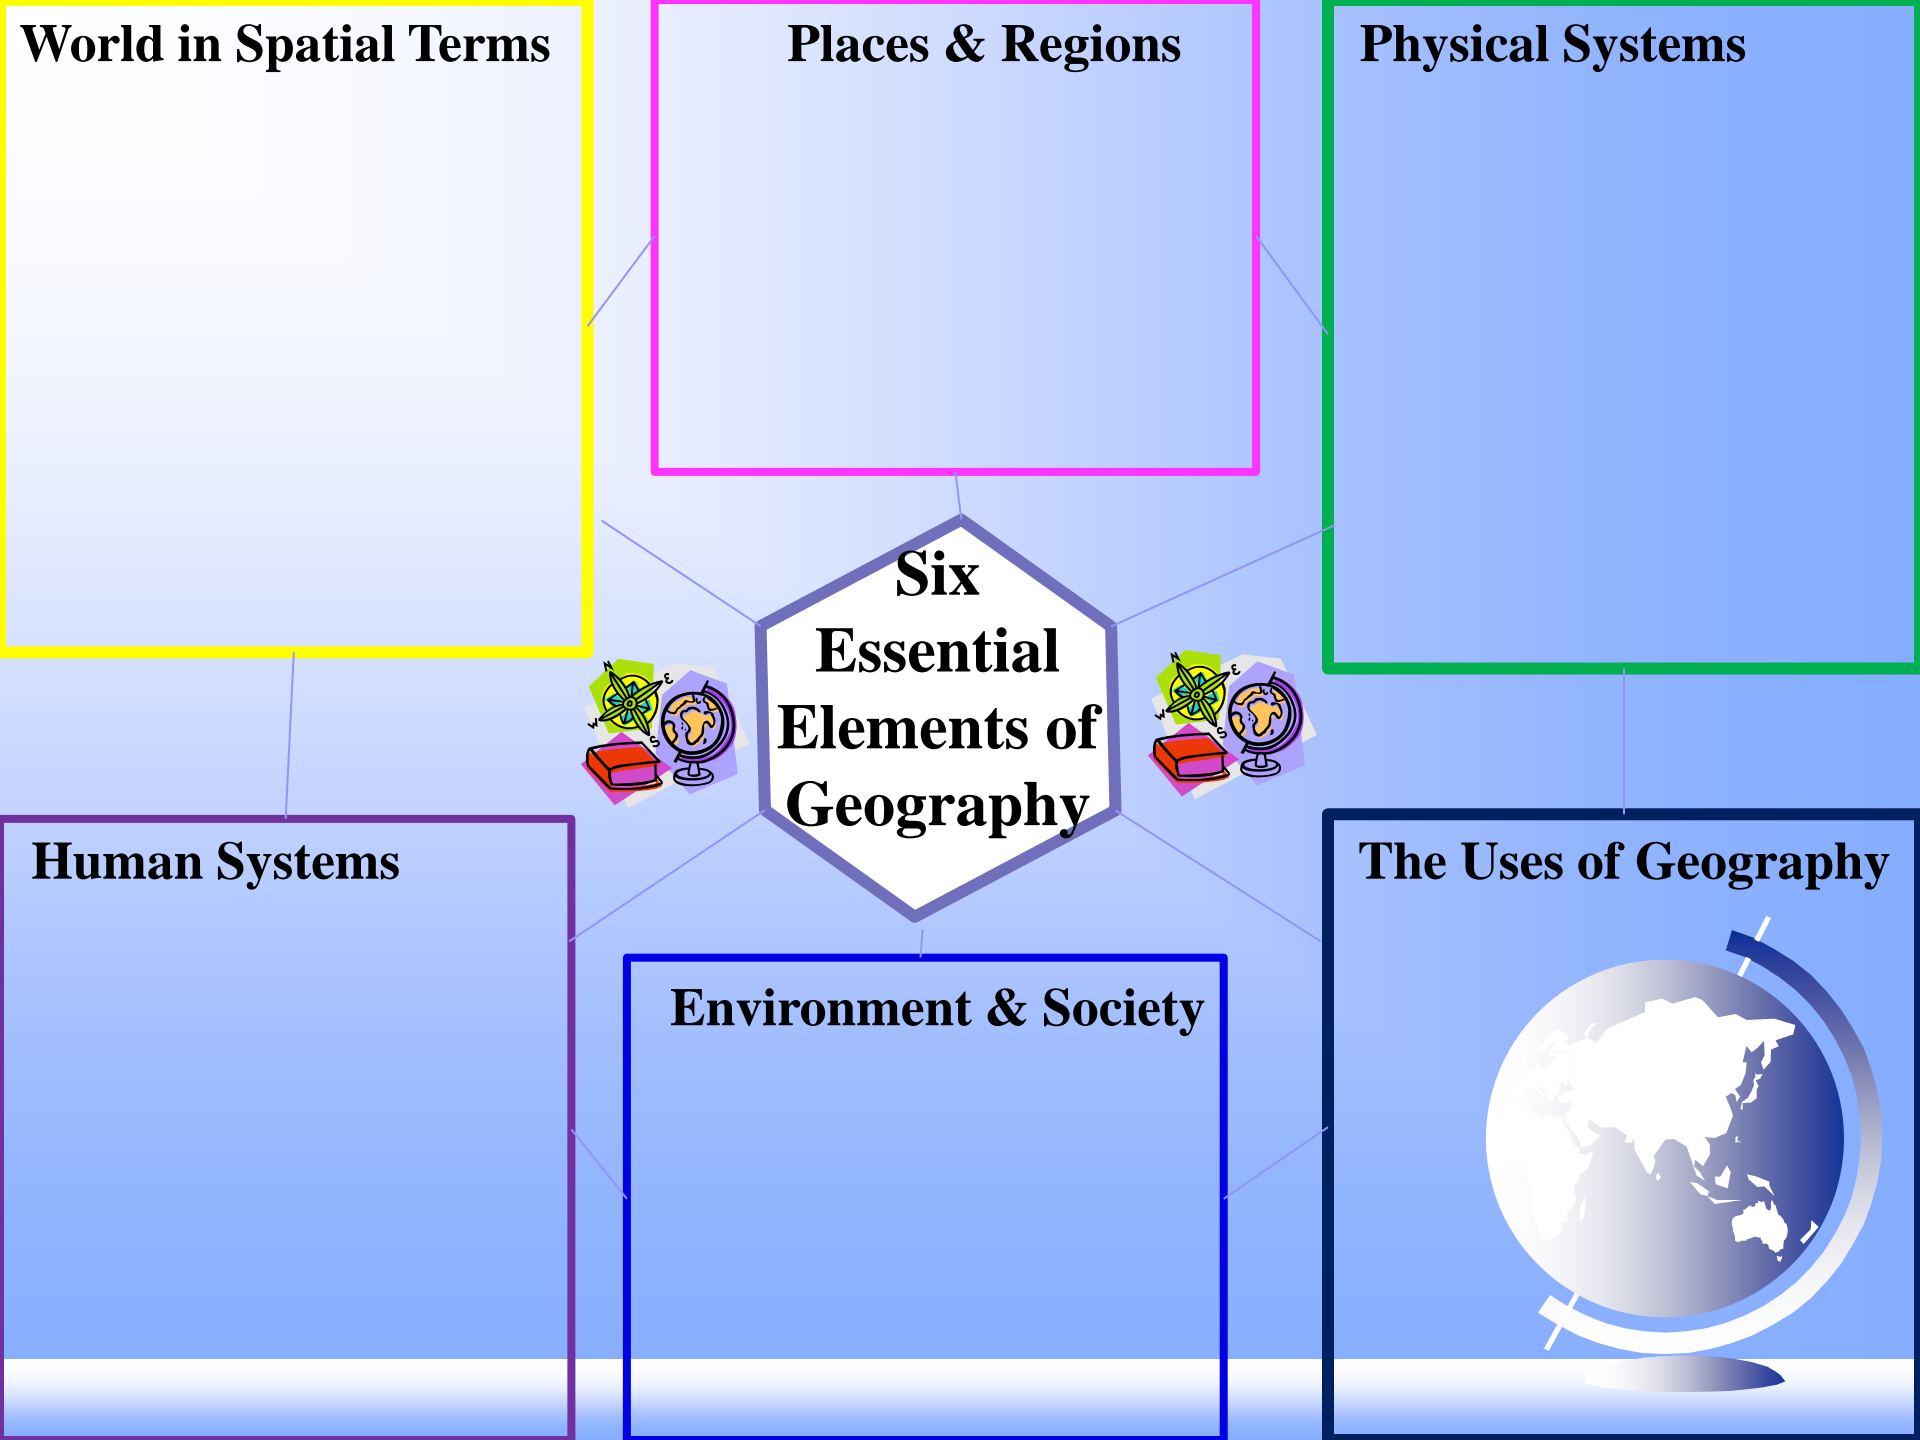 World in Spatial Terms
Places & Regions
Physical Systems
Six
Essential
Elements of
Geography
N
E
W
S
N
E
W
S
Human Systems
The Uses of Geography
Environment & Society